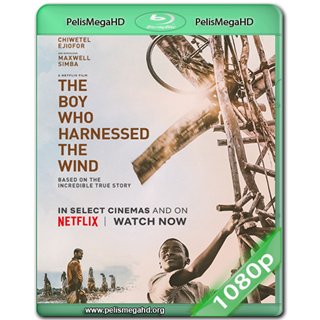 PelisMegaHD
PelisMegaHD
CHIWETEL
EJIOFOR
MAXWELL
SIMBA
A NETFLIX FILM
THE
BOY
WHO
HARNESSED
THE
WIND
BASED ON THE
INCREDIBLE TRUE STORY
IN SELECT CINEMAS AND ON
NETFLIX | WATCH NOW
1080p
www.pelismegahd.org